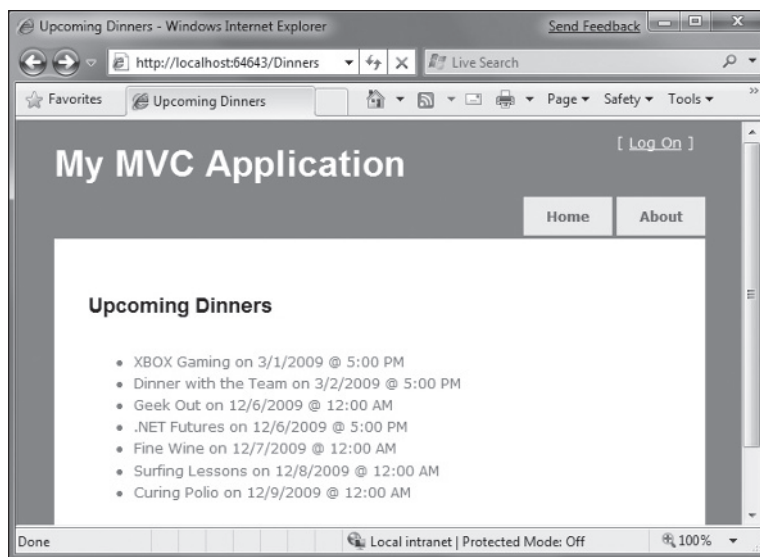 Upcoming Dinners - Windows Internet Explorer
Send Feedback
http://localhost:64643/Dinners
Live Search
Favorites
Upcoming Dinners
Page
Safety
Tools
[ Log On ]
My MVC Application
Home
About
Upcoming Dinners
• XBOX Gaming on 3/1/2009 @ 5:00 PM
• Dinner with the Team on 3/2/2009 @ 5:00 PM
• Geek Out on 12/6/2009 @ 12:00 AM
• .NET Futures on 12/6/2009 @ 5:00 PM
• Fine Wine on 12/7/2009 @ 12:00 AM
• Surfing Lessons on 12/8/2009 @ 12:00 AM
• Curing Polio on 12/9/2009 @ 12:00 AM
Done
Local intranet | Protected Mode: Off
100%